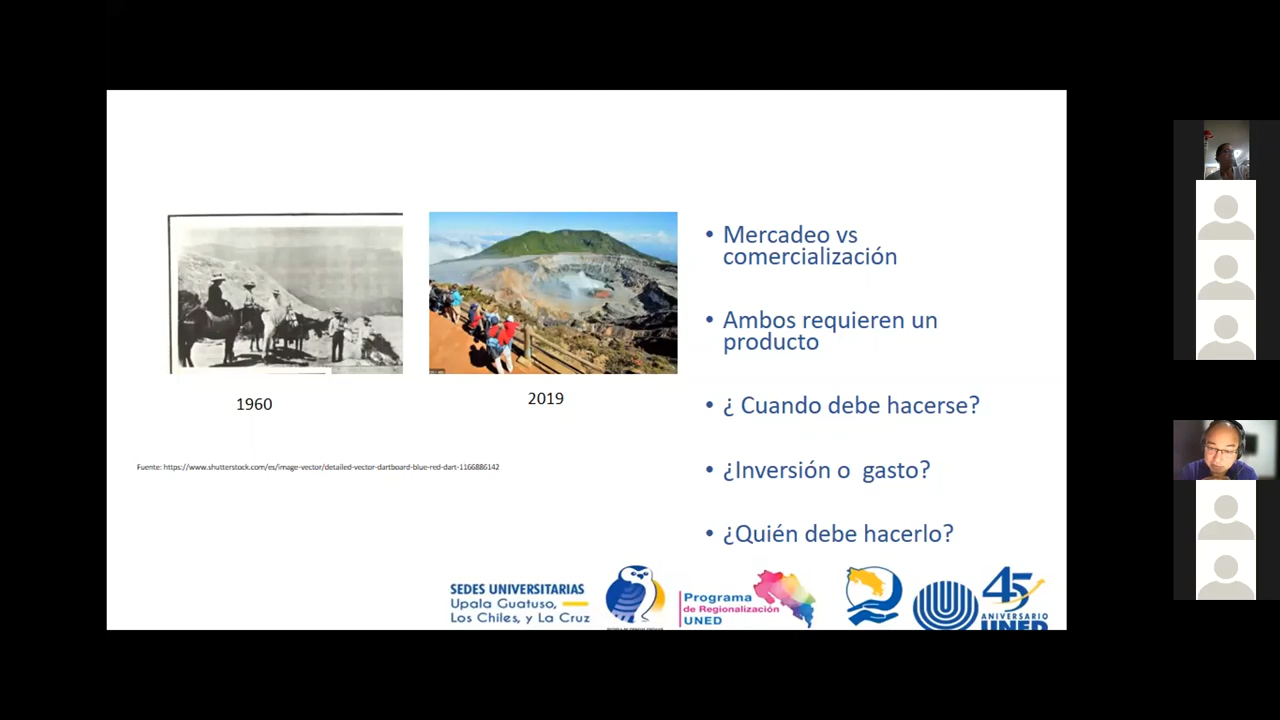 1960
2019
Fuente: https://www.shutterstock.com/es/image-vector/detailed-vector-dartboard-blue-red-dart-1166886142
• Mercadeo vs
comercialización
• Ambos requieren un
producto
• ¿ Cuando debe hacerse?
• ¿Inversión o gasto?
• ¿Quién debe hacerlo?
SEDES UNIVERSITARIAS
Upala Guatuso,
Los Chiles, y La Cruz
Programa
de Regionalización
UNED
45
ANIVERSARIO
UNED